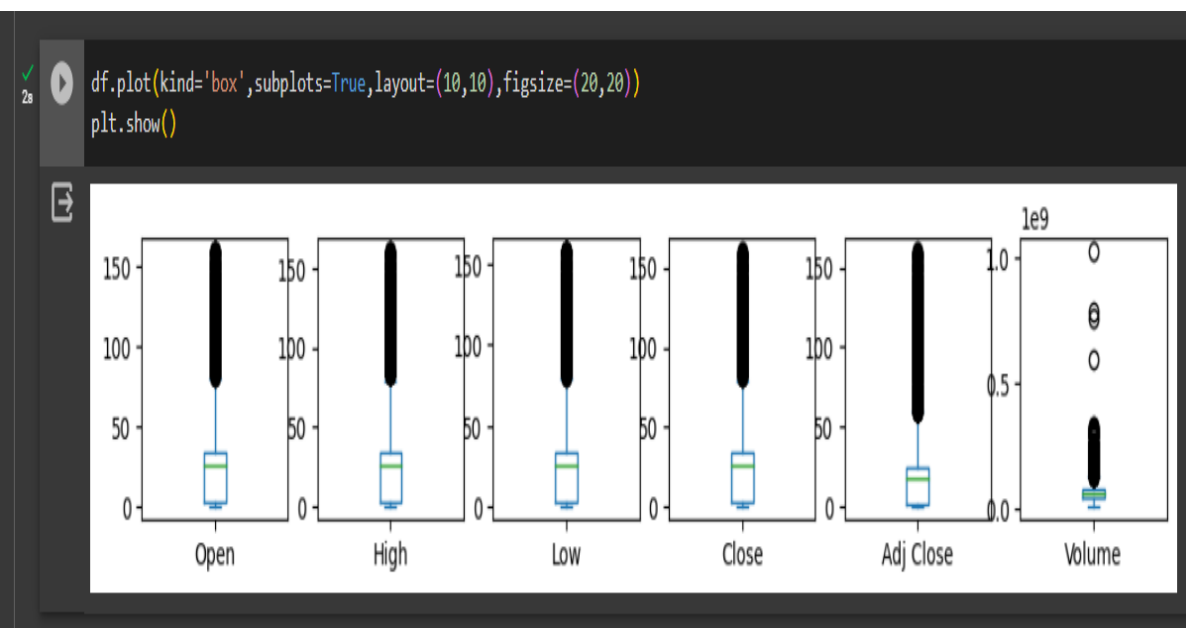 2s
df.plot(kind='box',subplots=True,layout=(10,10),figsize=(20,20))
plt.show()
1e9
150 150 150 150 150 1.0
100 100 100 100 100
0.5
50 50 50 50 50
0 0 0 0 0 0.0
Open High Low Close Adj Close Volume